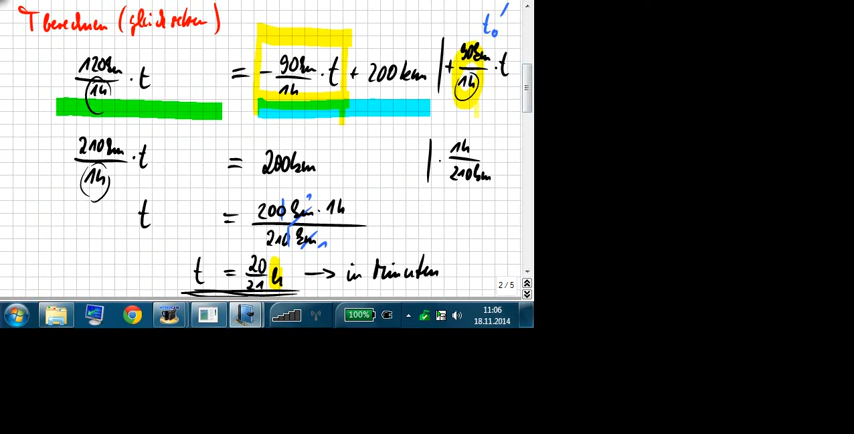 T berechnen (gleichsetzen)
t₀'
120km/1h · t = -90km/1h · t + 200km | + 90km/1h · t
210km/1h · t = 200km | · 1h/210km
t = 200km · 1h/210km
t = 20/21 h → in Minuten
2/5
100%
11:06
18.11.2014